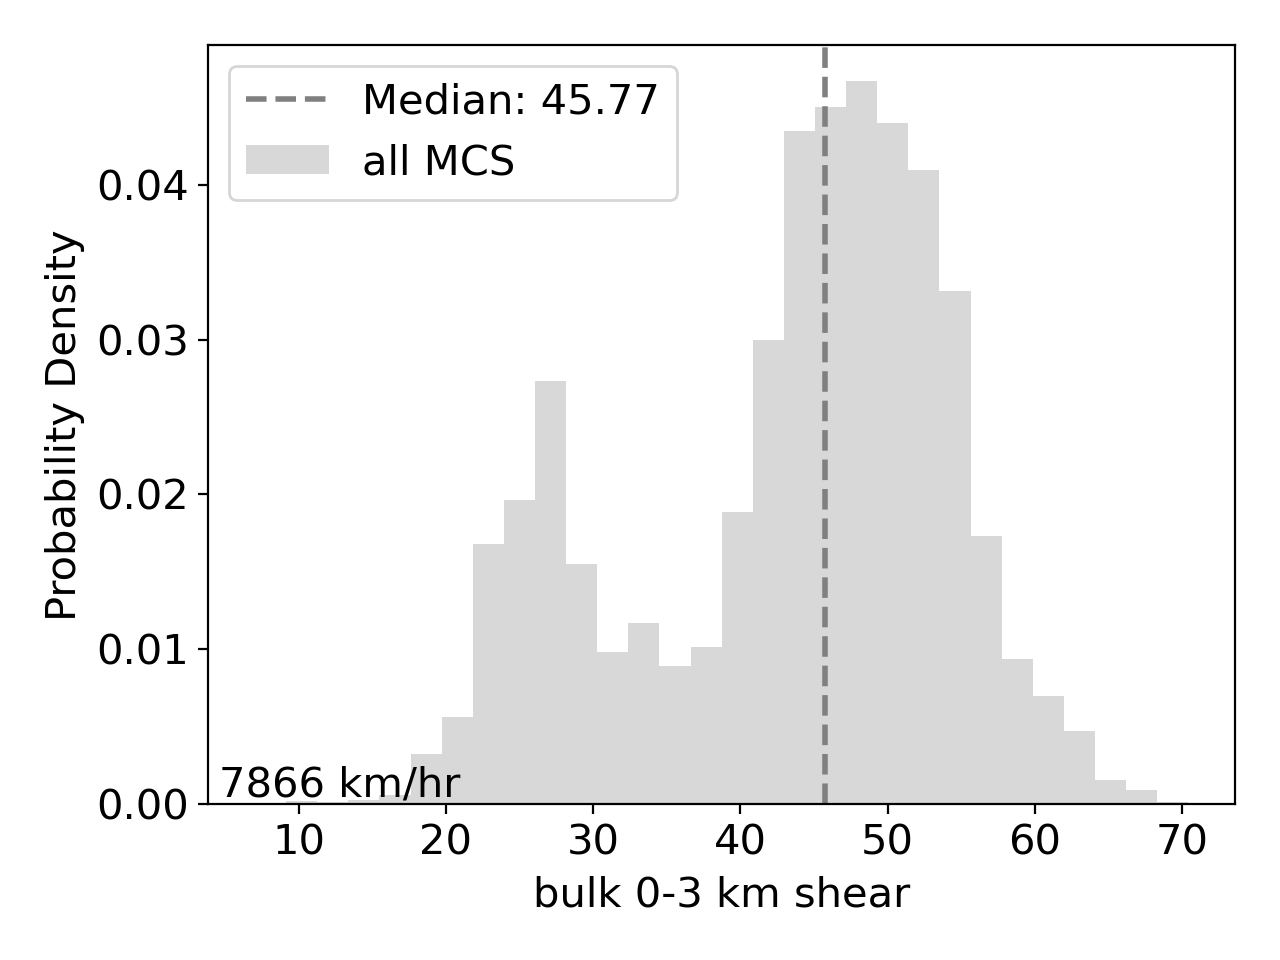 Median: 45.77
all MCS
Probability Density
0.04
0.03
0.02
0.01
0.00
7866 km/hr
10 20 30 40 50 60 70
bulk 0-3 km shear